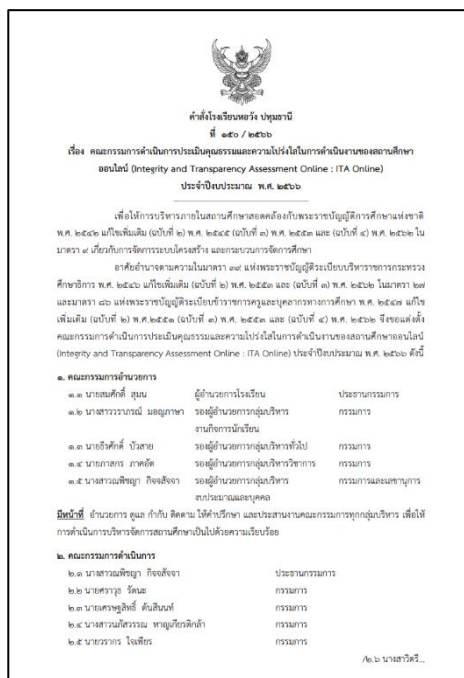 คำสั่งโรงเรียนหอวัง ปทุมธานี
ที่ ๑๕๐ / ๒๕๖๖
เรื่อง คณะกรรมการดำเนินการประเมินคุณธรรมและความโปร่งใสในการดำเนินงานของสถานศึกษา
ออนไลน์ (Integrity and Transparency Assessment Online : ITA Online)
ประจำปีงบประมาณ พ.ศ. ๒๕๖๖
เพื่อให้การบริหารภายในสถานศึกษาสอดคล้องกับพระราชบัญญัติการศึกษาแห่งชาติ
พ.ศ. ๒๕๔๒ แก้ไขเพิ่มเติม (ฉบับที่ ๒) พ.ศ. ๒๕๔๕ (ฉบับที่ ๓) พ.ศ. ๒๕๕๓ และ (ฉบับที่ ๔) พ.ศ. ๒๕๖๒ ใน
มาตรา ๙ เกี่ยวกับการจัดการระบบโครงสร้าง และกระบวนการจัดการศึกษา
อาศัยอำนาจตามความในมาตรา ๓๙ แห่งพระราชบัญญัติระเบียบบริหารราชการกระทรวง
ศึกษาธิการ พ.ศ. ๒๕๔๖ แก้ไขเพิ่มเติม (ฉบับที่ ๒) พ.ศ. ๒๕๕๓ และ (ฉบับที่ ๓) พ.ศ. ๒๕๖๒ ในมาตรา ๒๗
และมาตรา ๘๖ แห่งพระราชบัญญัติระเบียบข้าราชการครูและบุคลากรทางการศึกษา พ.ศ. ๒๕๔๗ แก้ไข
เพิ่มเติม (ฉบับที่ ๒) พ.ศ.๒๕๕๑ (ฉบับที่ ๓) พ.ศ. ๒๕๕๓ และ (ฉบับที่ ๔) พ.ศ. ๒๕๖๒ จึงขอแต่งตั้ง
คณะกรรมการดำเนินการประเมินคุณธรรมและความโปร่งใสในการดำเนินงานของสถานศึกษาออนไลน์
(Integrity and Transparency Assessment Online : ITA Online) ประจำปีงบประมาณ พ.ศ. ๒๕๖๖ ดังนี้
๑. คณะกรรมการอำนวยการ
๑.๑ นายสมศักดิ์ สุมน ผู้อำนวยการโรงเรียน ประธานกรรมการ
๑.๒ นางสาววราภรณ์ มอญภาษา รองผู้อำนวยการกลุ่มบริหาร กรรมการ
งานกิจการนักเรียน
๑.๓ นายธีรศักดิ์ บัวสาย รองผู้อำนวยการกลุ่มบริหารทั่วไป กรรมการ
๑.๔ นายภาสกร ภาคอัต รองผู้อำนวยการกลุ่มบริหารวิชาการ กรรมการ
๑.๕ นางสาวณพิชญา กิจจสัจจา รองผู้อำนวยการกลุ่มบริหาร กรรมการและเลขานุการ
งบประมาณและบุคคล
มีหน้าที่ อำนวยการ ดูแล กำกับ ติดตาม ให้คำปรึกษา และประสานงานคณะกรรมการทุกกลุ่มบริหาร เพื่อให้
การดำเนินการบริหารจัดการสถานศึกษาเป็นไปด้วยความเรียบร้อย
๒. คณะกรรมการดำเนินการ
๒.๑ นางสาวณพิชญา กิจจสัจจา ประธานกรรมการ
๒.๒ นายศราวุธ รัตนะ กรรมการ
๒.๓ นายเศรษฐสิทธิ์ ตันสีนนท์ กรรมการ
๒.๔ นางสาวนภัสวรรณ หาญเกียรติกล้า กรรมการ
๒.๕ นายวรากร ใจเพียร กรรมการ
/๒.๖ นางสาวิตรี...